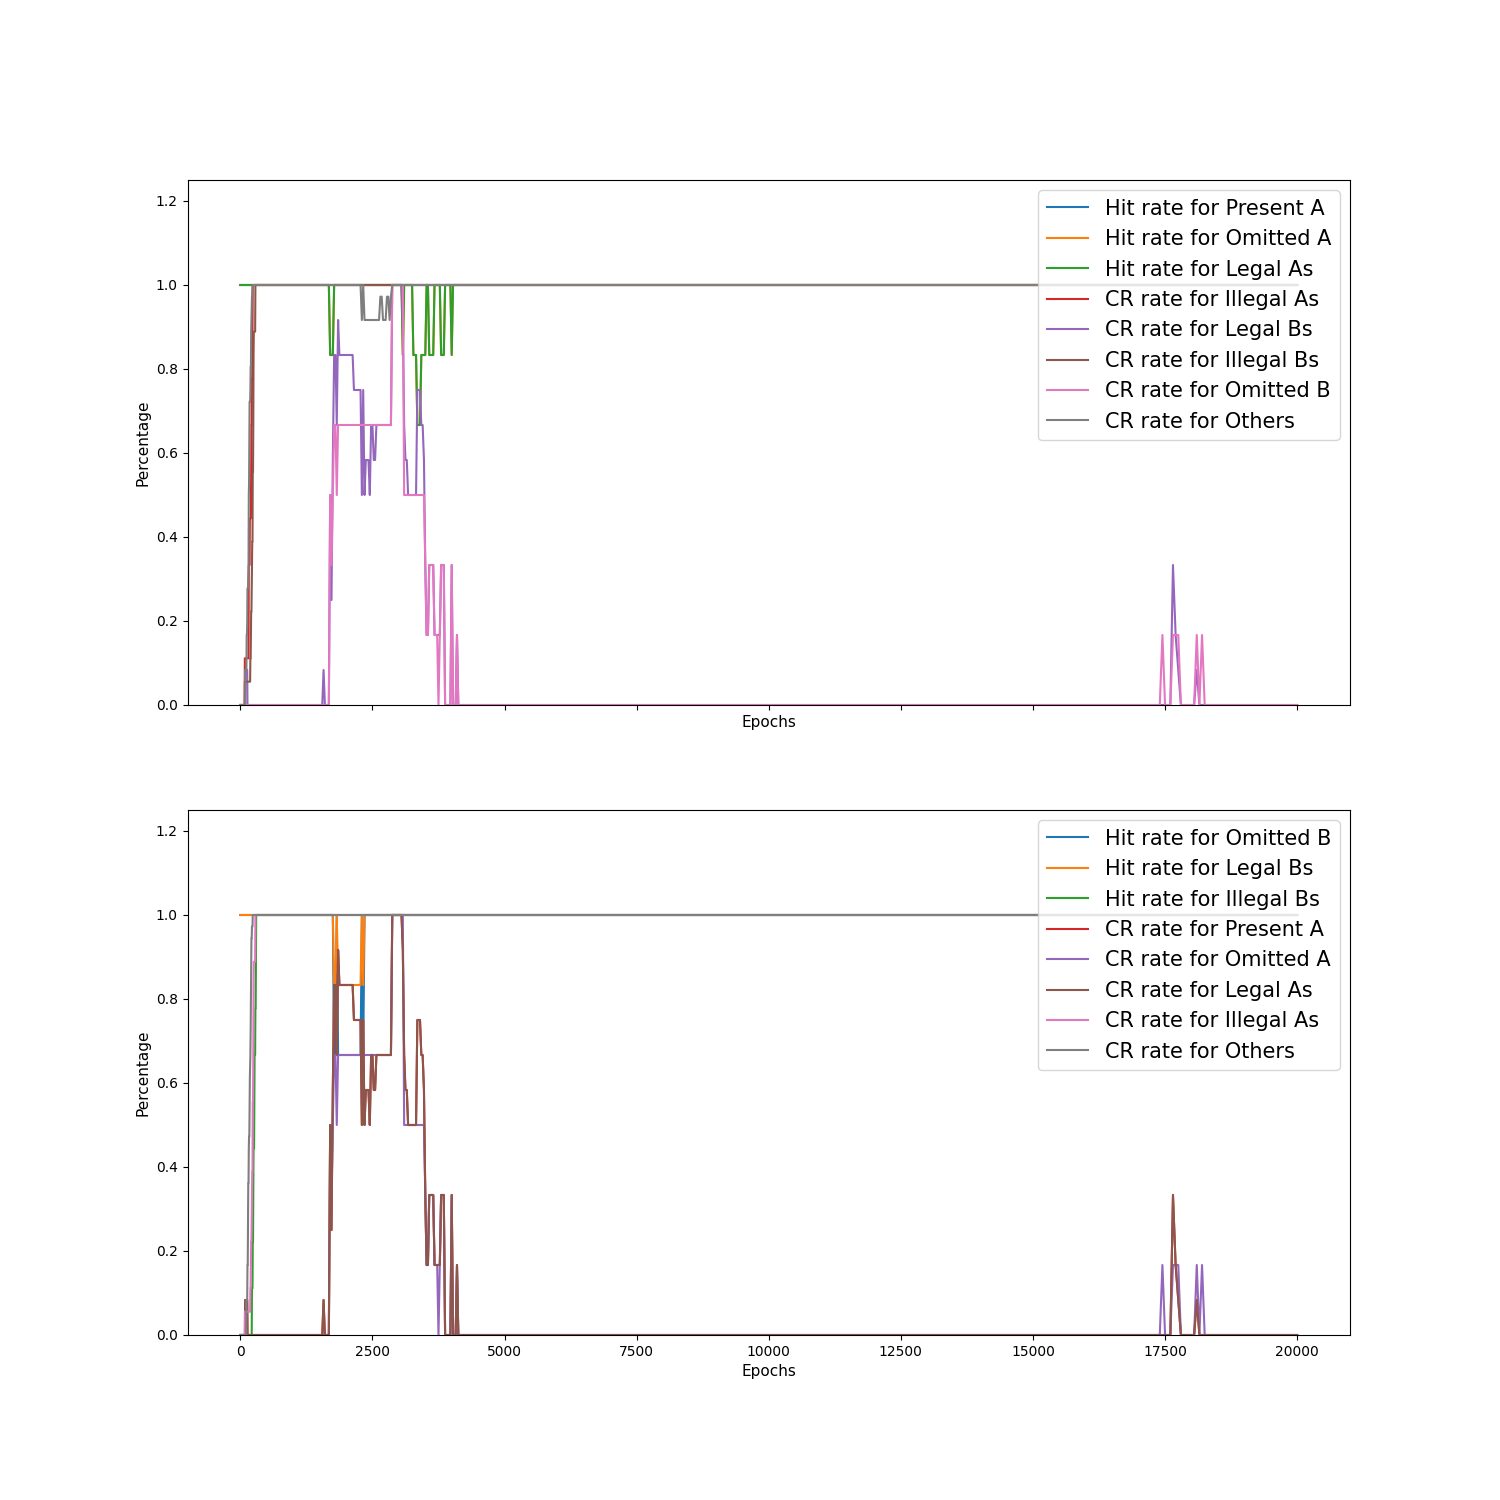 1.2
1.0
0.8
0.6
0.4
0.2
0.0
Percentage
Epochs
Hit rate for Present A
Hit rate for Omitted A
Hit rate for Legal As
CR rate for Illegal As
CR rate for Legal Bs
CR rate for Illegal Bs
CR rate for Omitted B
CR rate for Others
1.2
1.0
0.8
0.6
0.4
0.2
0.0
Percentage
Hit rate for Omitted B
Hit rate for Legal Bs
Hit rate for Illegal Bs
CR rate for Present A
CR rate for Omitted A
CR rate for Legal As
CR rate for Illegal As
CR rate for Others
0 2500 5000 7500 10000 12500 15000 17500 20000
Epochs